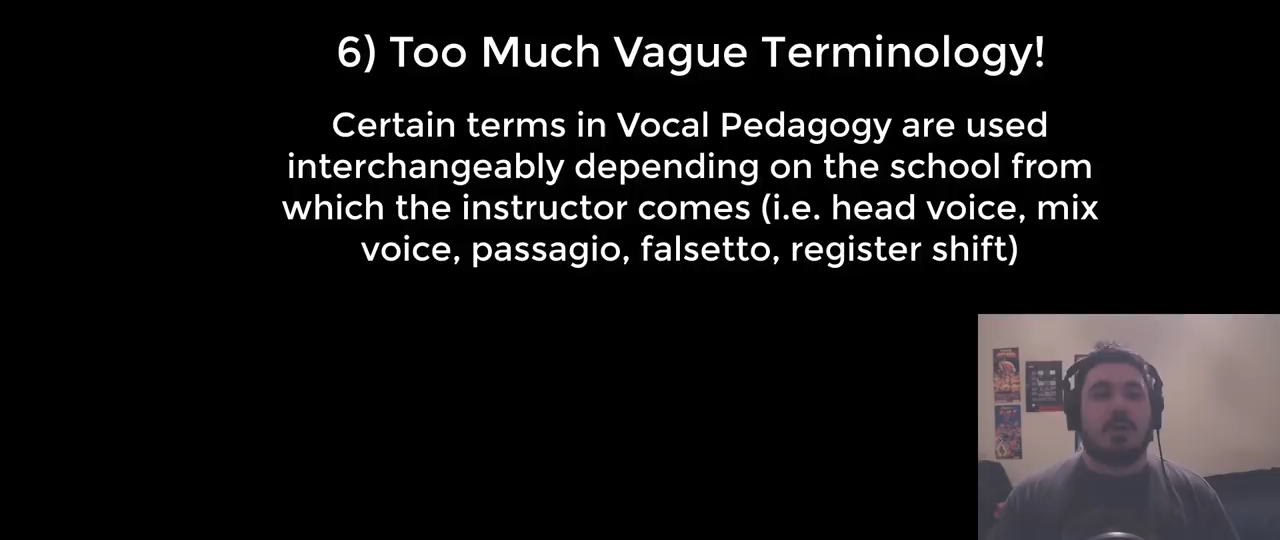 6) Too Much Vague Terminology!
Certain terms in Vocal Pedagogy are used
interchangeably depending on the school from
which the instructor comes (i.e. head voice, mix
voice, passagio, falsetto, register shift)